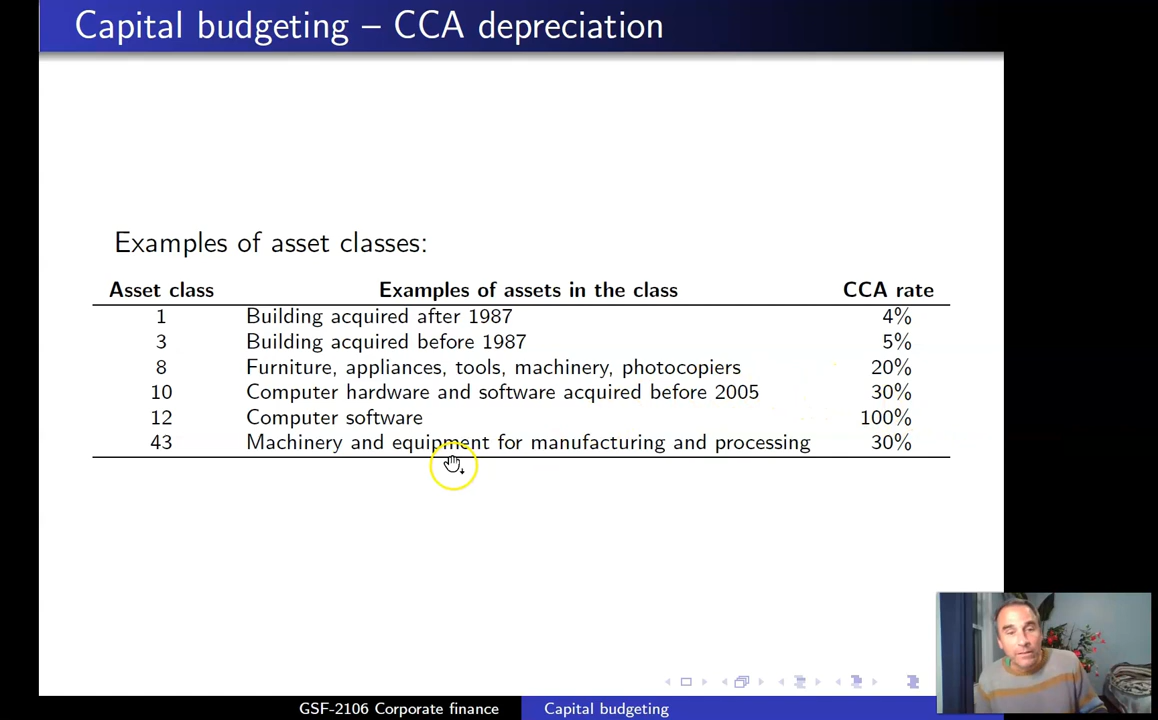 Capital budgeting – CCA depreciation
Examples of asset classes:
Asset class Examples of assets in the class CCA rate
1 Building acquired after 1987 4%
3 Building acquired before 1987 5%
8 Furniture, appliances, tools, machinery, photocopiers 20%
10 Computer hardware and software acquired before 2005 30%
12 Computer software 100%
43 Machinery and equipment for manufacturing and processing 30%
GSF-2106 Corporate finance Capital budgeting